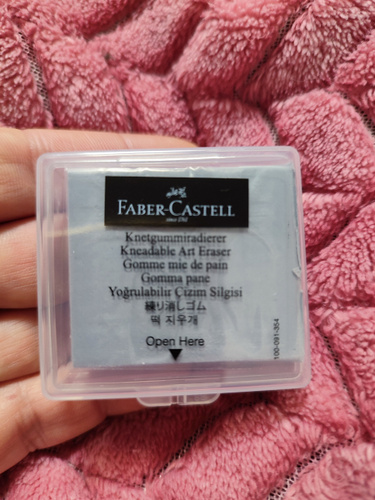 FABER-CASTELL
since 1761
Knetgummiradierer
Kneadable Art Eraser
Gomme mie de pain
Gomma pane
Yoğrulabilir Çizim Silgisi
練り消しゴム
떡 지우개
Open Here
100-091-354